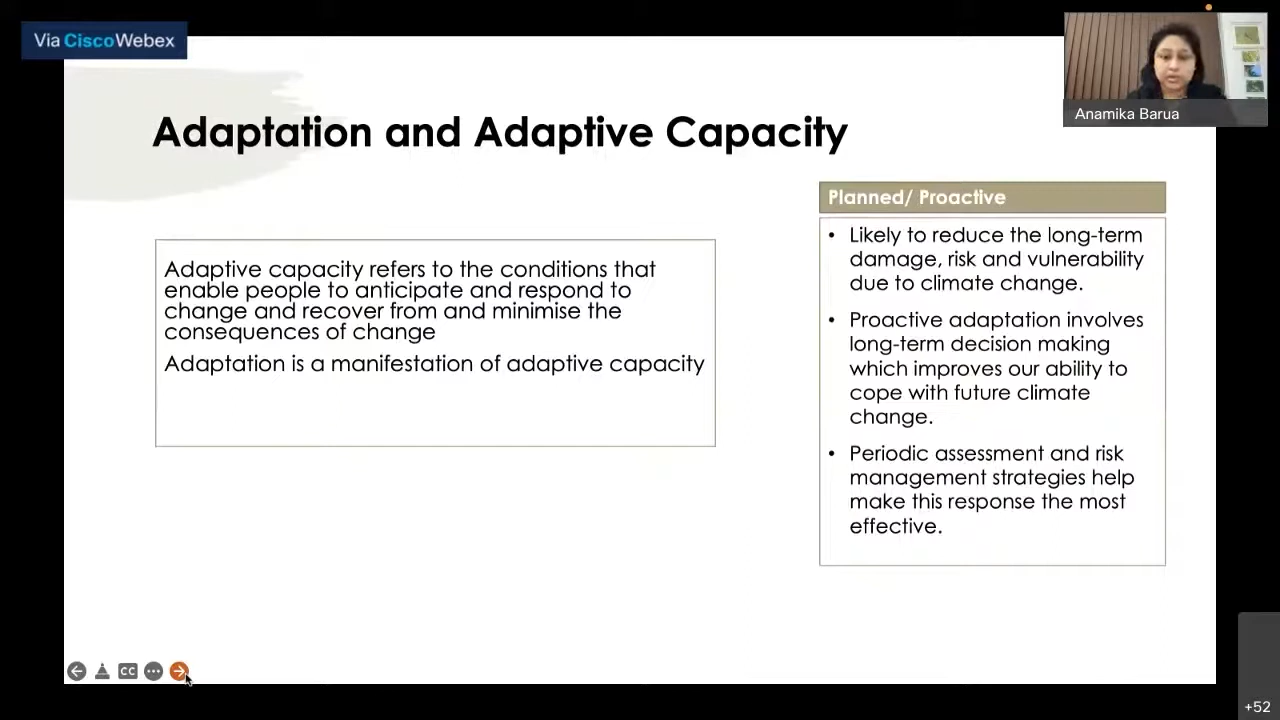 Via CiscoWebex
Anamika Barua
Adaptation and Adaptive Capacity
Adaptive capacity refers to the conditions that
enable people to anticipate and respond to
change and recover from and minimise the
consequences of change
Adaptation is a manifestation of adaptive capacity
Planned/ Proactive
• Likely to reduce the long-term
damage, risk and vulnerability
due to climate change.
• Proactive adaptation involves
long-term decision making
which improves our ability to
cope with future climate
change.
• Periodic assessment and risk
management strategies help
make this response the most
effective.
CC
+52